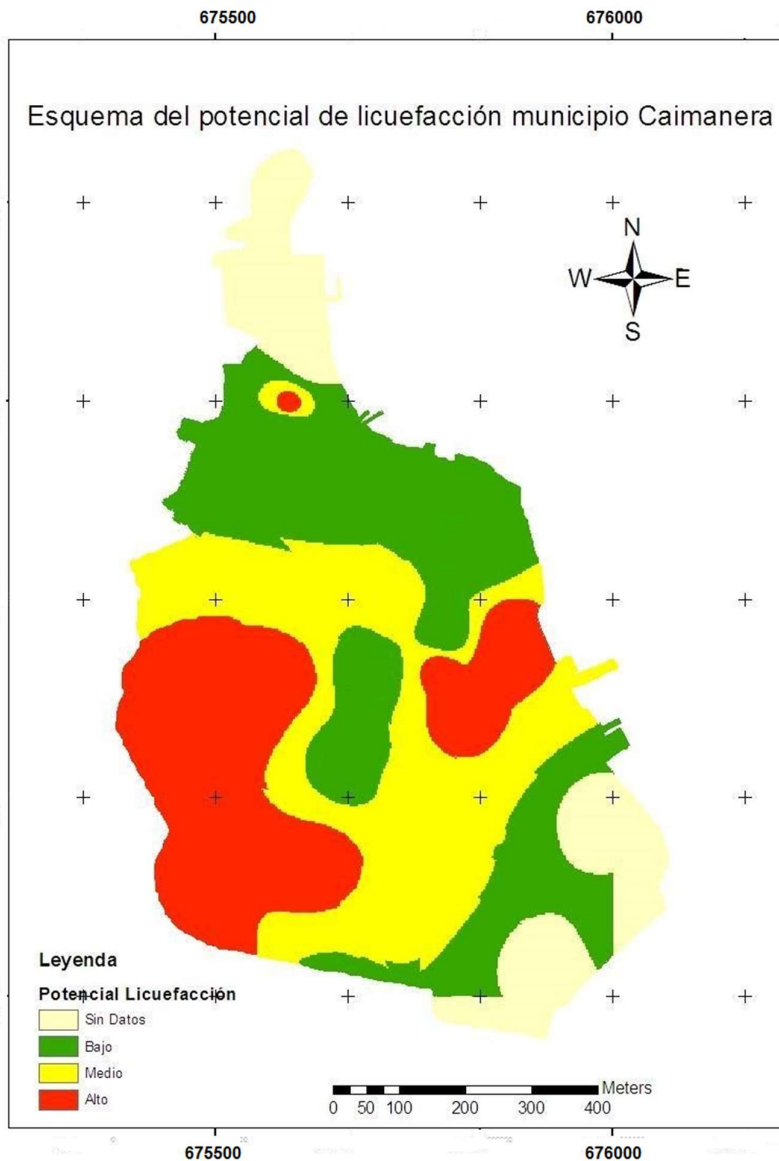 675500 676000
Esquema del potencial de licuefacción municipio Caimanera
N
W E
S
Leyenda
Potencial Licuefacción
Sin Datos
Bajo
Medio
Alto
Meters
0 50 100 200 300 400
675500 676000